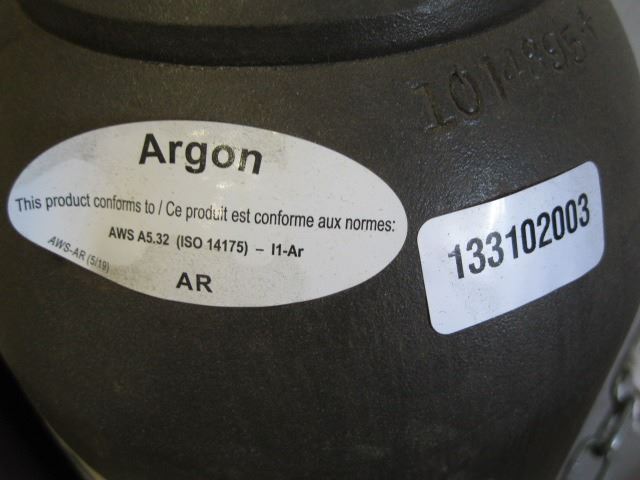 Argon
This product conforms to / Ce produit est conforme aux normes:
AWS A5.32 (ISO 14175) – I1-Ar
AWS-AR (5/19)
AR
133102003